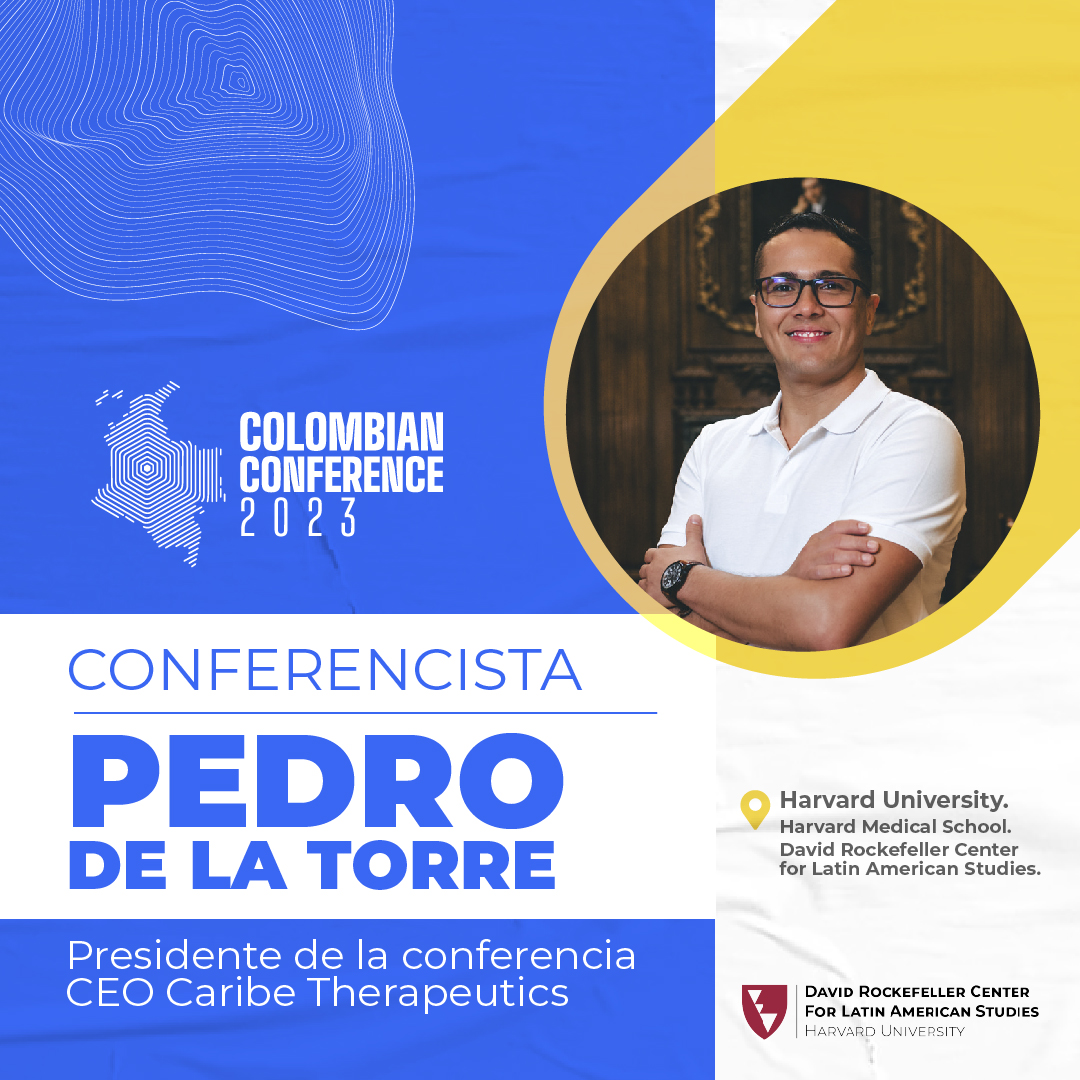 COLOMBIAN
CONFERENCE
2023
CONFERENCISTA
PEDRO
DE LA TORRE
Presidente de la conferencia
CEO Caribe Therapeutics
Harvard University.
Harvard Medical School.
David Rockefeller Center
for Latin American Studies.
DAVID ROCKEFELLER CENTER
FOR LATIN AMERICAN STUDIES
HARVARD UNIVERSITY